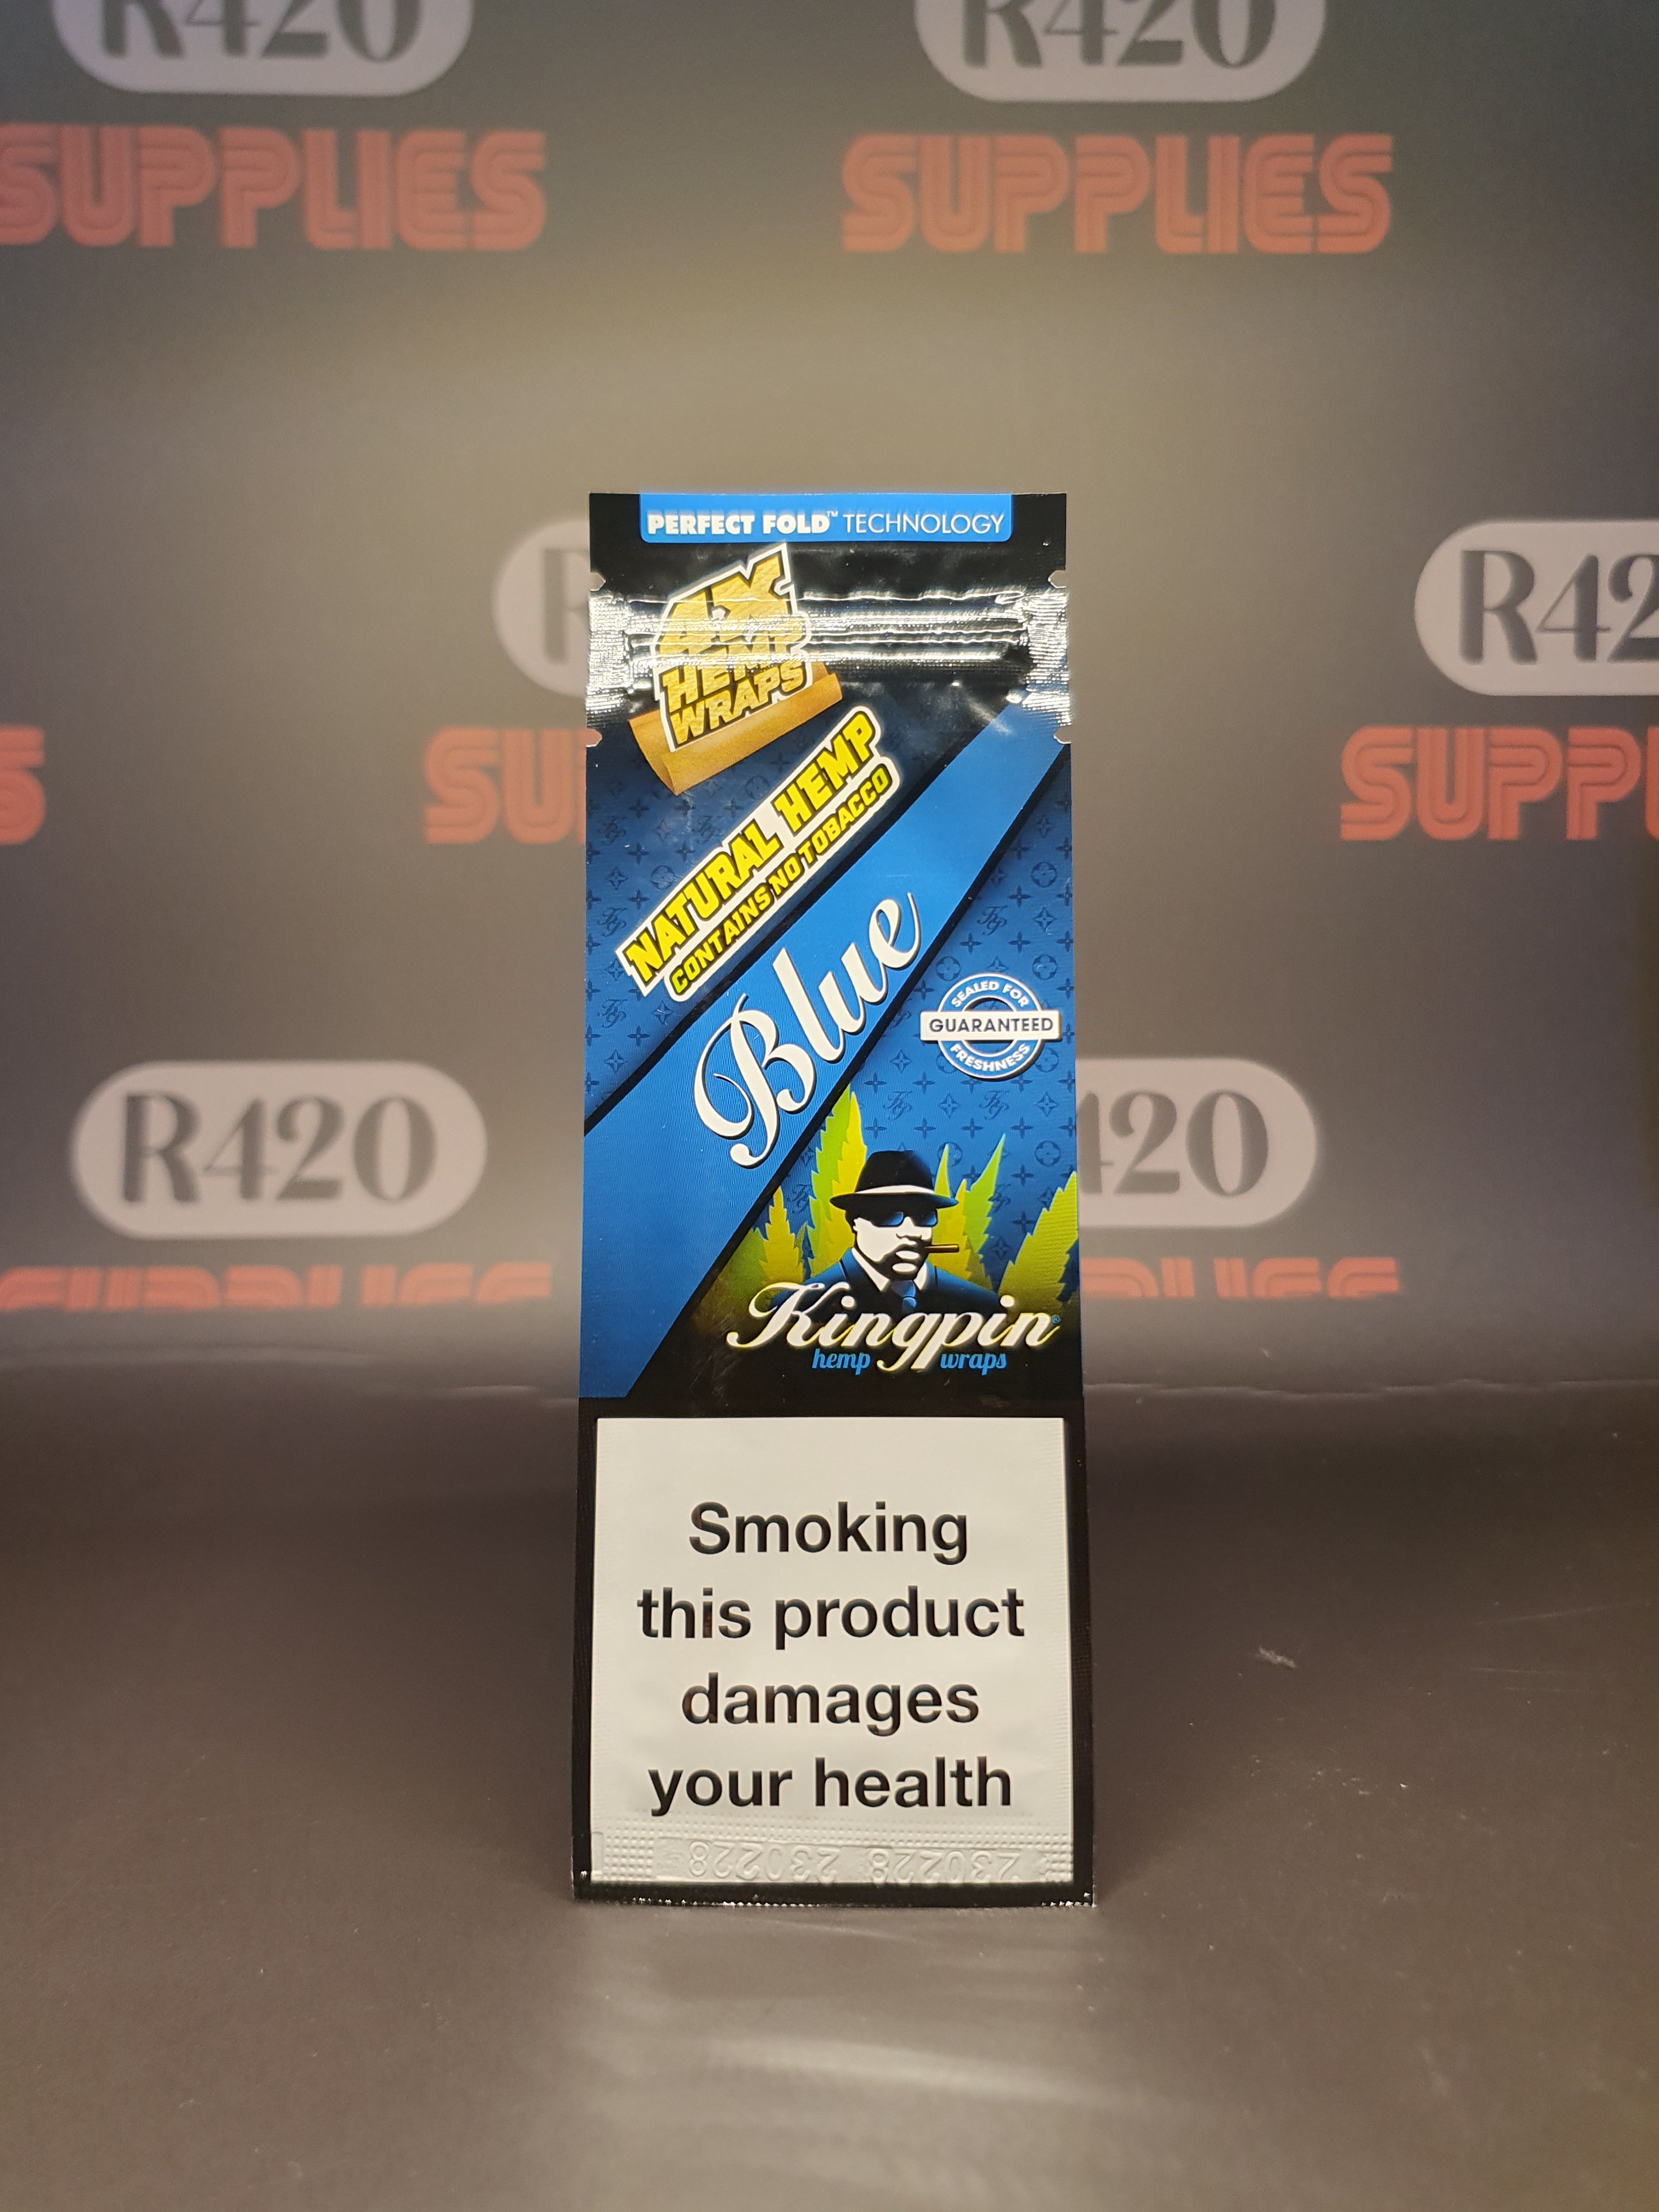 R420
R420
SUPPLIES
SUPPLIES
PERFECT FOLD™ TECHNOLOGY
4X
HEMP
WRAPS
R420
SUPPLIES
NATURAL HEMP
CONTAINS NO TOBACCO
Blue
SEALED FOR
GUARANTEED
FRESHNESS
R420
Kingpin®
hemp wraps
Smoking
this product
damages
your health
230228 230228